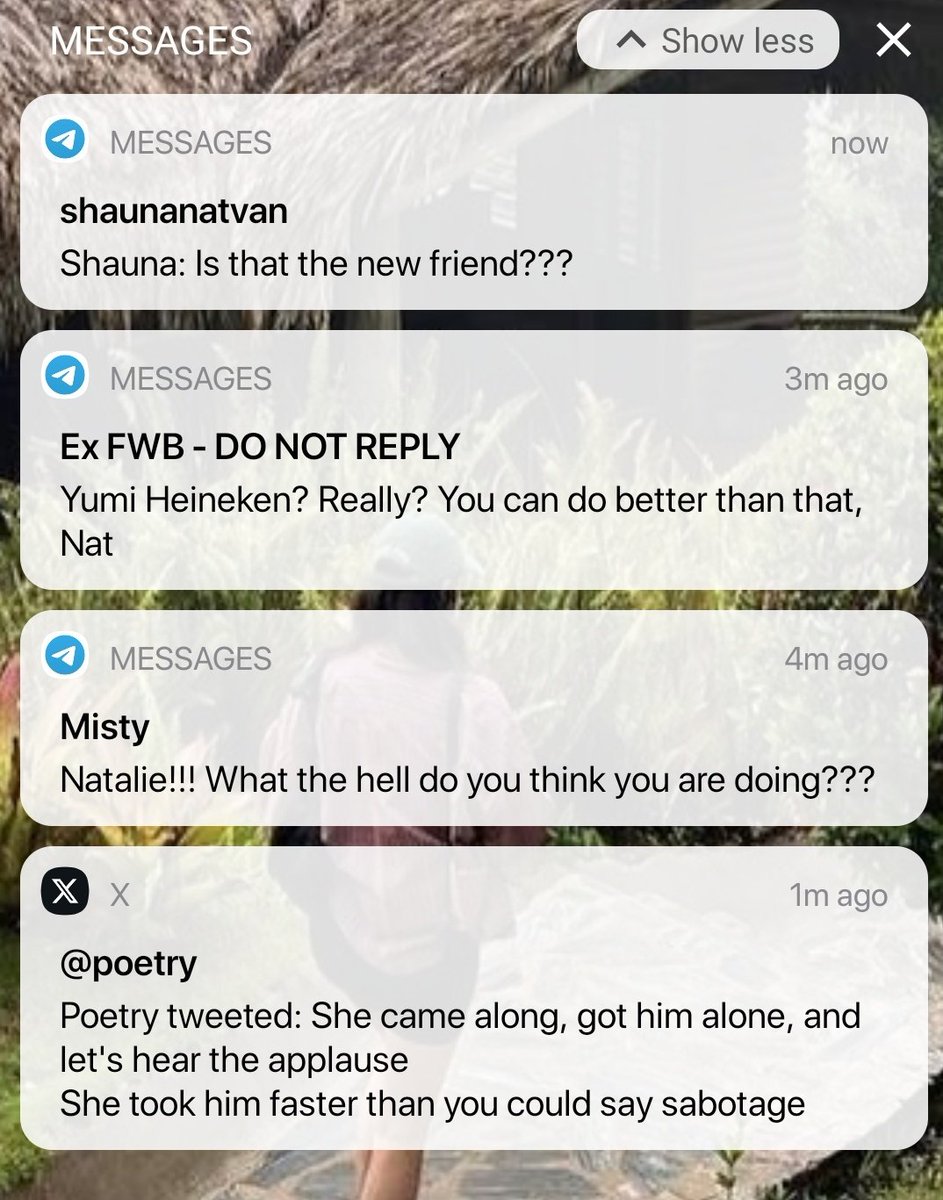 MESSAGES
Show less
MESSAGES
now
shaunanatvan
Shauna: Is that the new friend???
MESSAGES
3m ago
Ex FWB - DO NOT REPLY
Yumi Heineken? Really? You can do better than that,
Nat
MESSAGES
4m ago
Misty
Natalie!!! What the hell do you think you are doing???
X
1m ago
@poetry
Poetry tweeted: She came along, got him alone, and
let's hear the applause
She took him faster than you could say sabotage